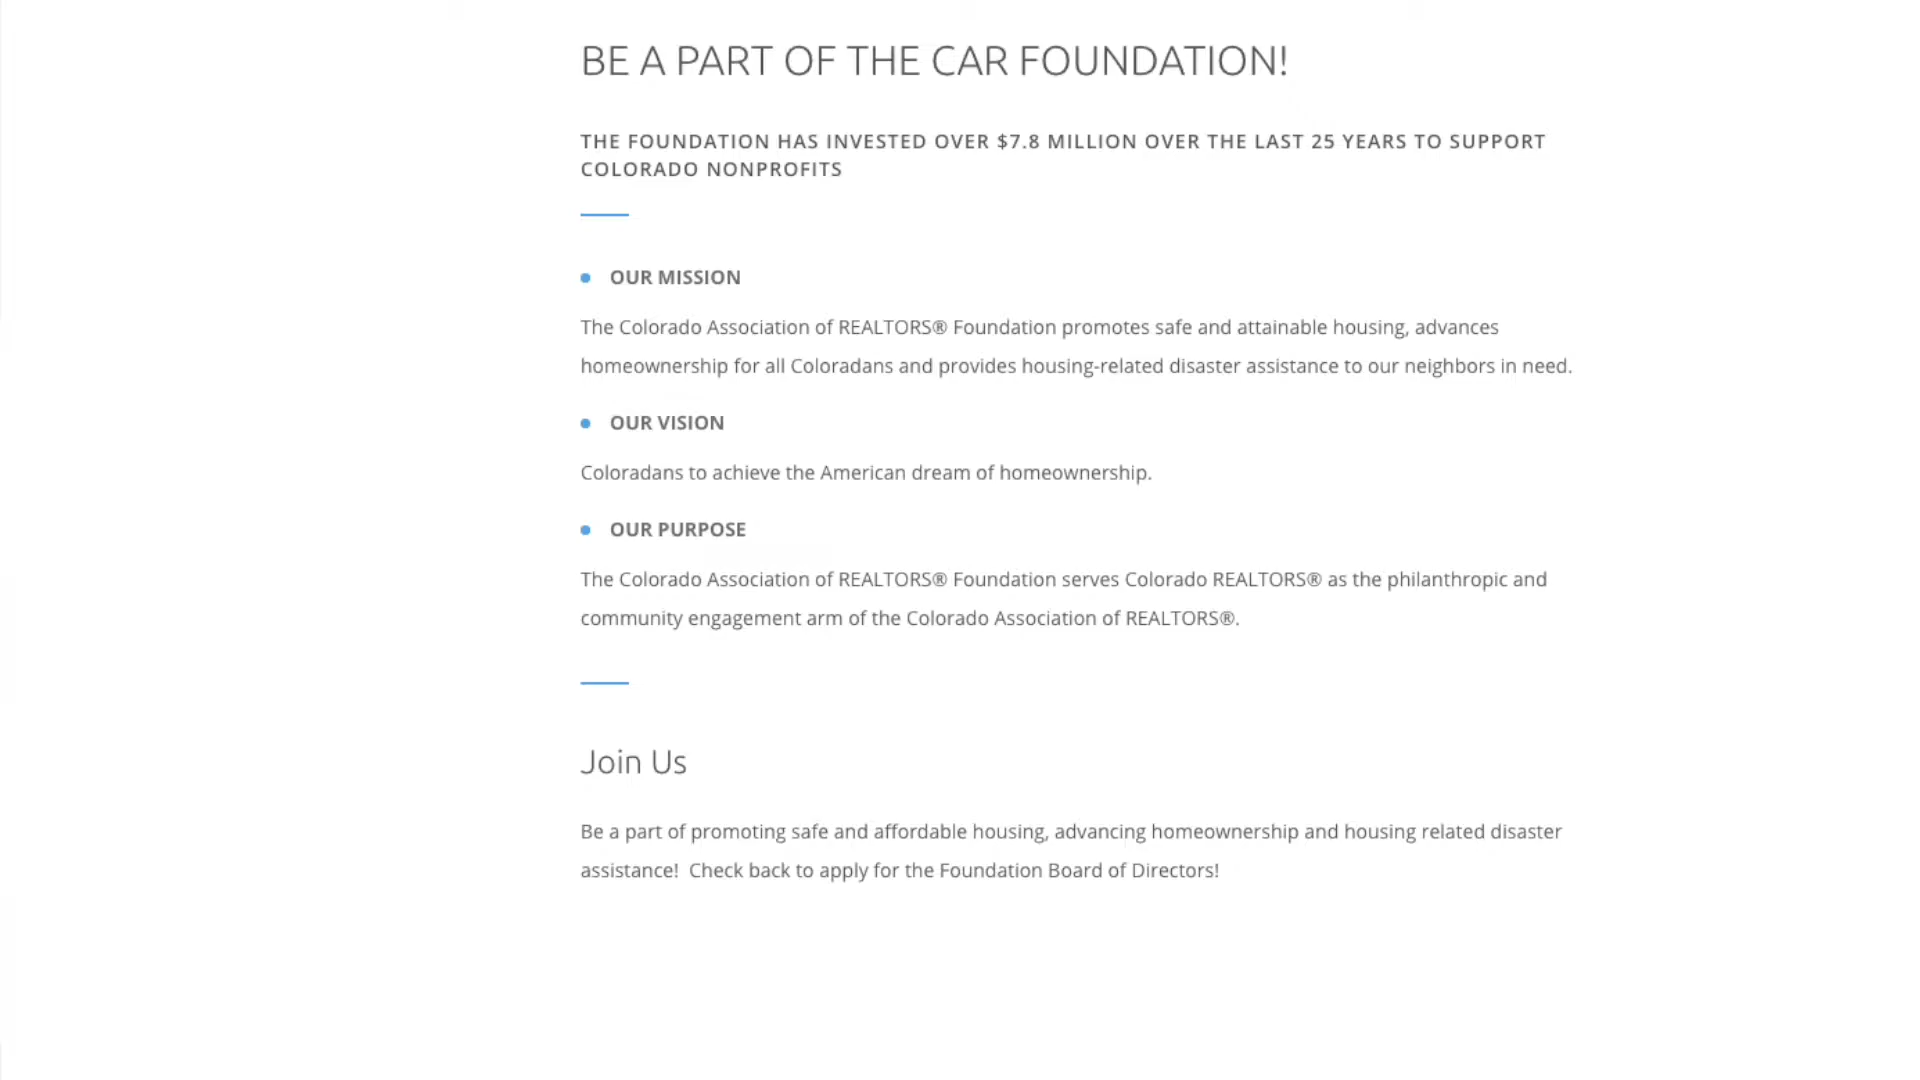 BE A PART OF THE CAR FOUNDATION!
THE FOUNDATION HAS INVESTED OVER $7.8 MILLION OVER THE LAST 25 YEARS TO SUPPORT
COLORADO NONPROFITS
OUR MISSION
The Colorado Association of REALTORS® Foundation promotes safe and attainable housing, advances
homeownership for all Coloradans and provides housing-related disaster assistance to our neighbors in need.
OUR VISION
Coloradans to achieve the American dream of homeownership.
OUR PURPOSE
The Colorado Association of REALTORS® Foundation serves Colorado REALTORS® as the philanthropic and
community engagement arm of the Colorado Association of REALTORS®.
Join Us
Be a part of promoting safe and affordable housing, advancing homeownership and housing related disaster
assistance!  Check back to apply for the Foundation Board of Directors!